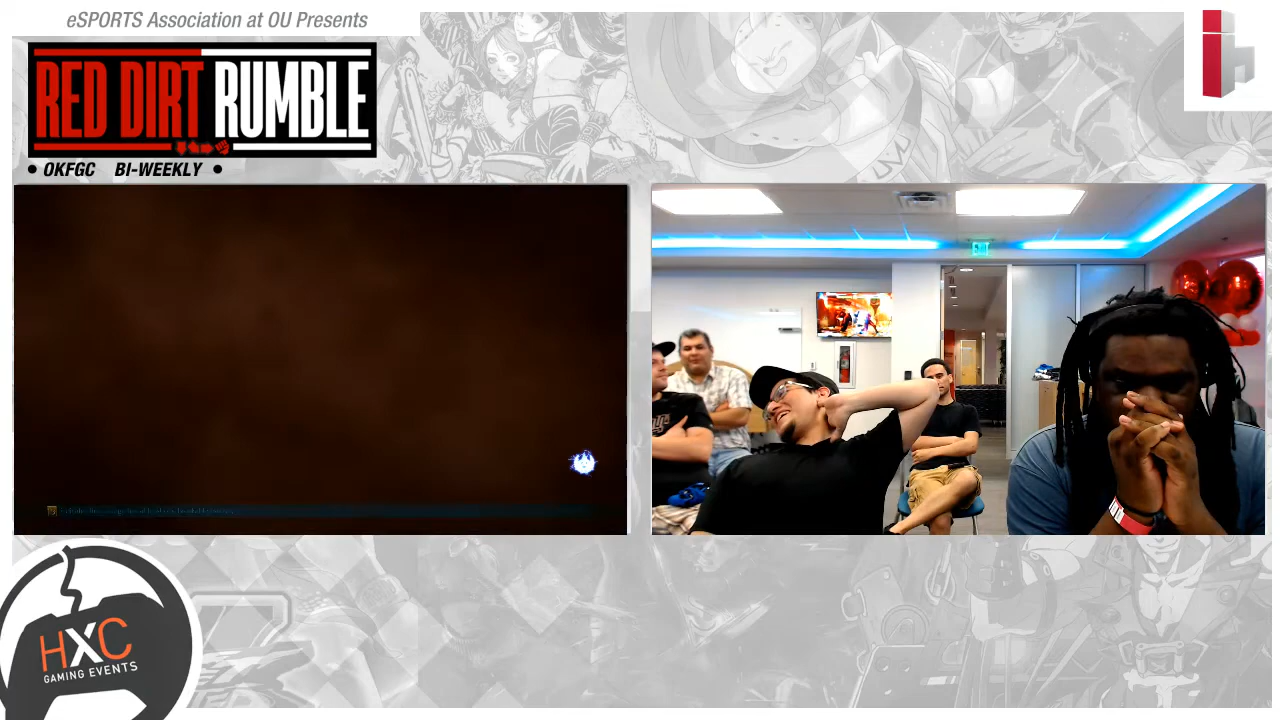 eSPORTS Association at OU Presents
RED DIRT RUMBLE
• OKFGC BI-WEEKLY •
HXC
GAMING EVENTS